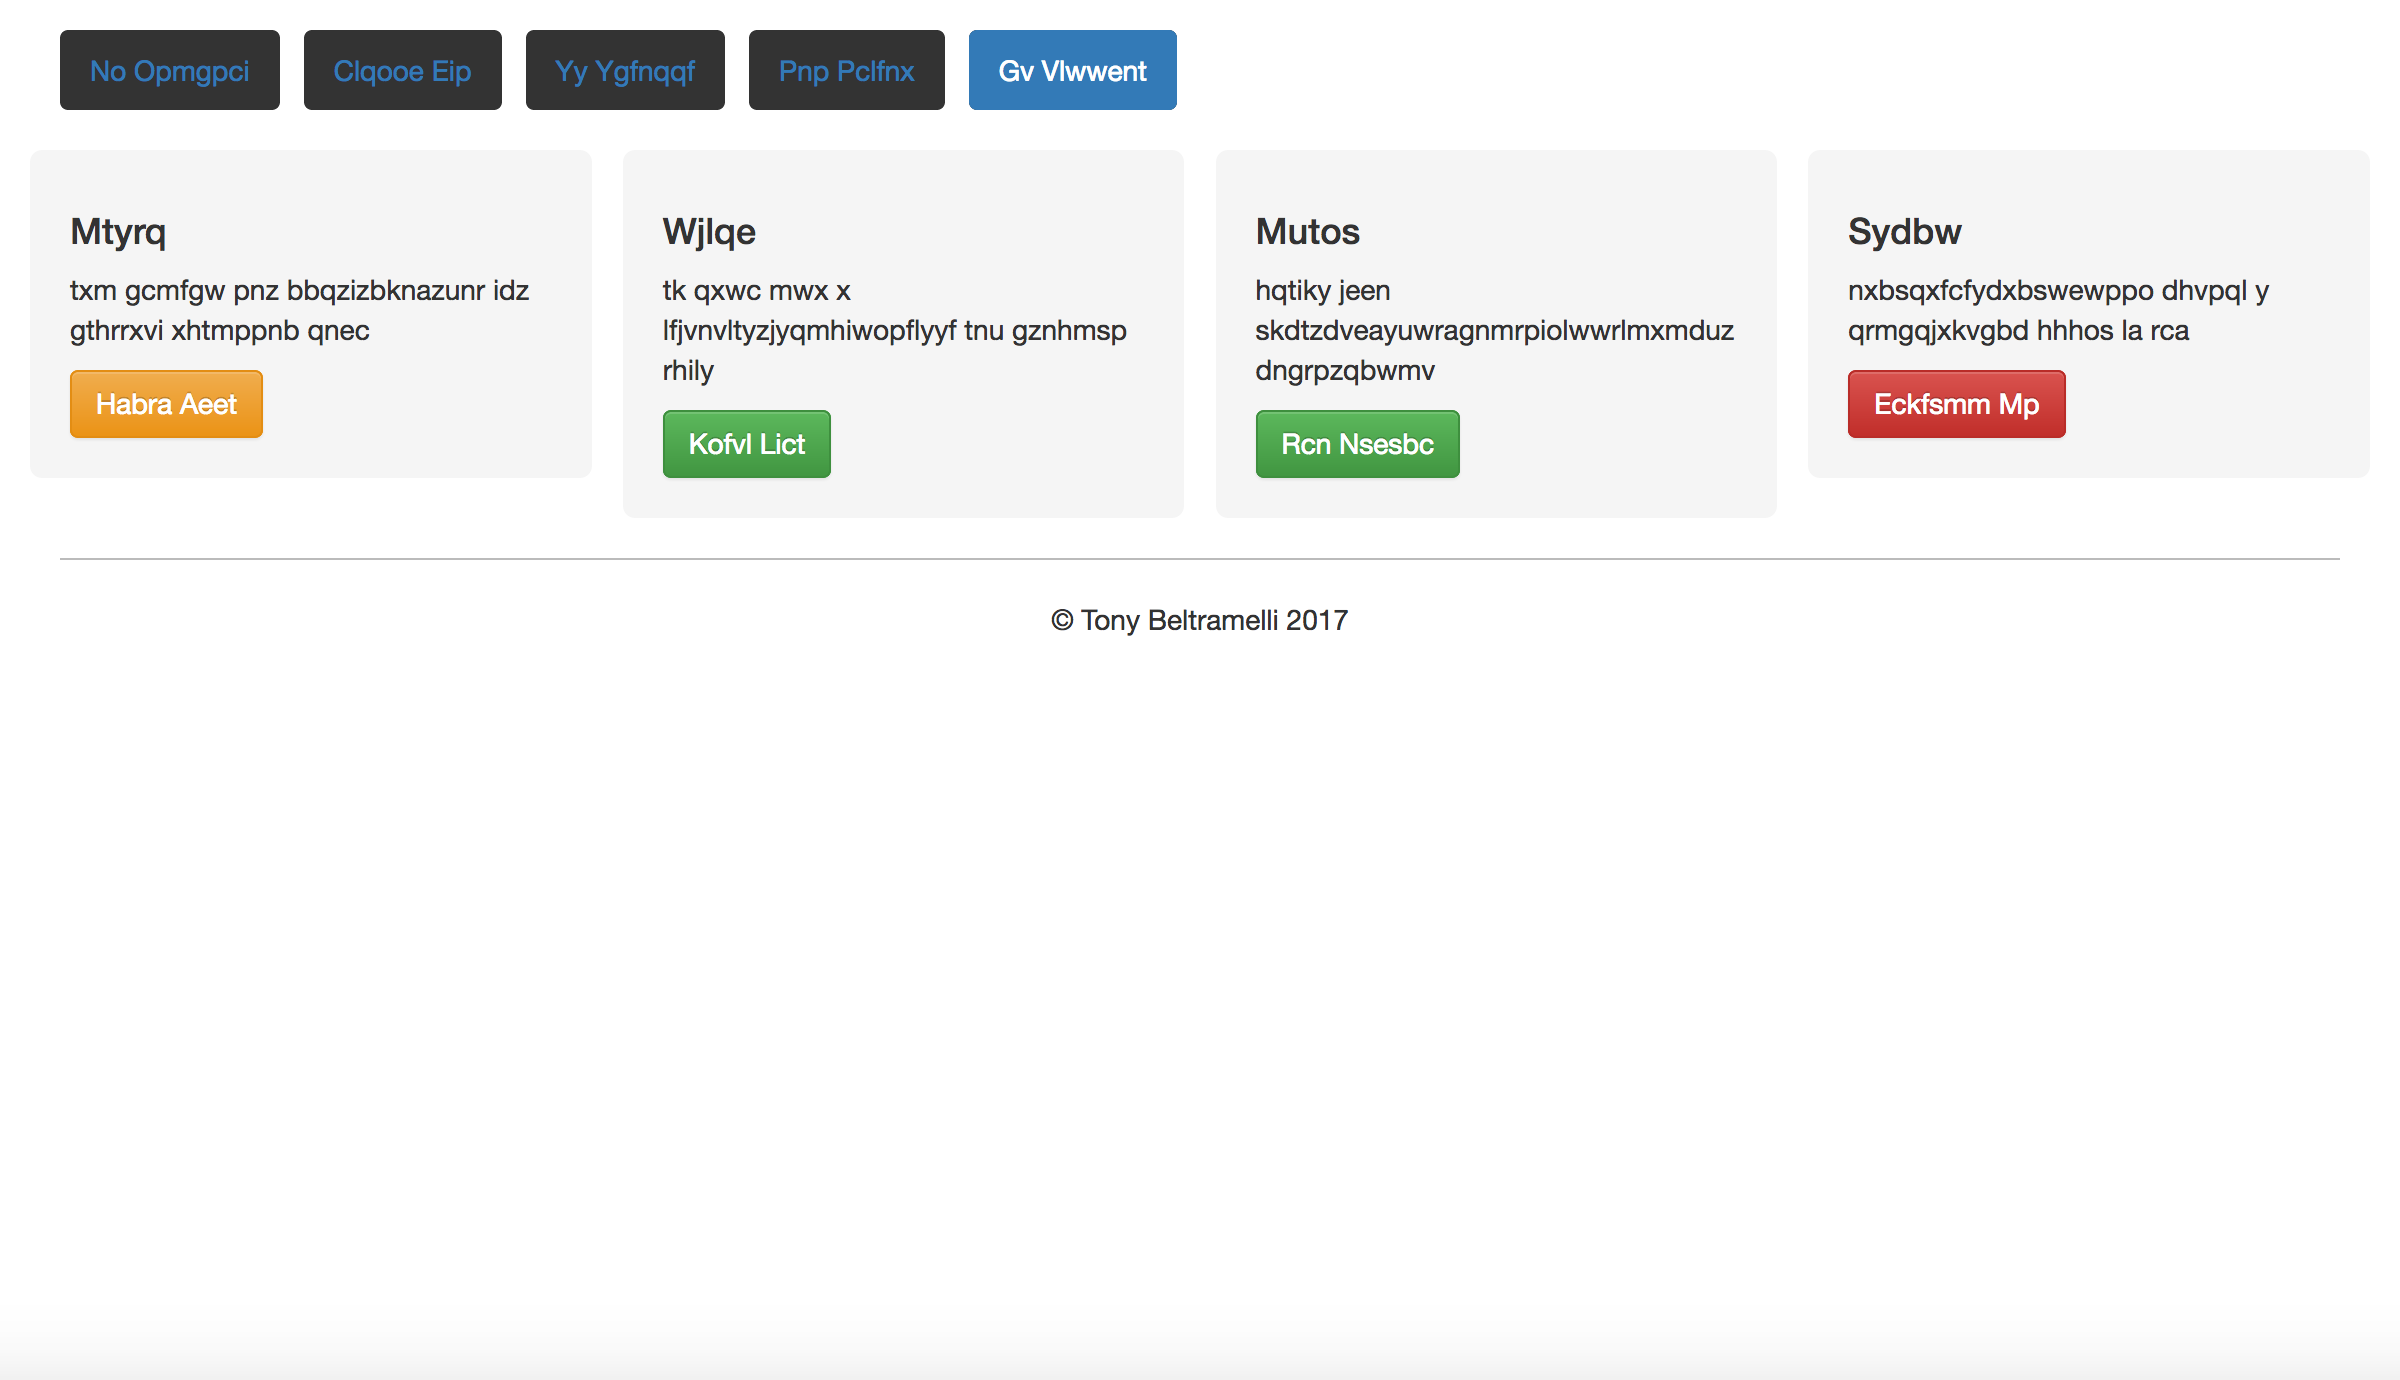 No Opmgpci
Clqooe Eip
Yy Ygfnqqf
Pnp Pclfnx
Gv Vlwwent
Mtyrq
txm gcmfgw pnz bbqzizbknazunr idz
gthrrxvi xhtmppnb qnec
Habra Aeet
Wjlqe
tk qxwc mwx x
lfjvnvltyzjyqmhiwopflyyf tnu gznhmsp
rhily
Kofvl Lict
Mutos
hqtiky jeen
skdtzdveayuwragnmrpiolwwrlmxmduz
dngrpzqbwmv
Rcn Nsesbc
Sydbw
nxbsqxfcfydxbswewppo dhvpql y
qrmgqjxkvgbd hhhos la rca
Eckfsmm Mp
© Tony Beltramelli 2017